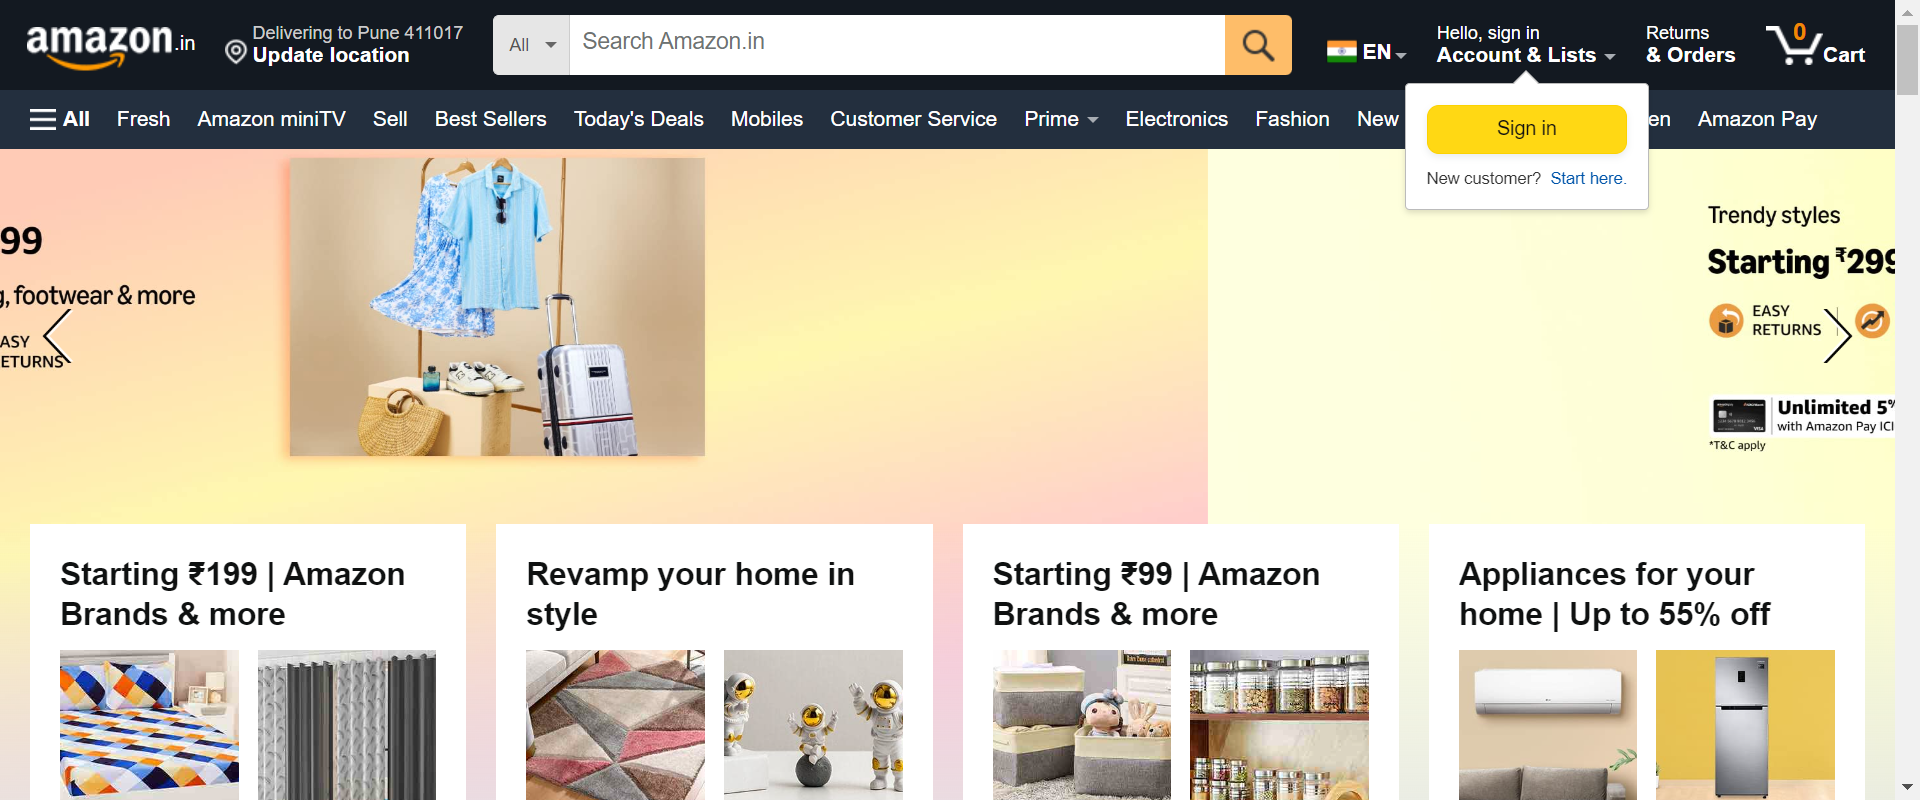 amazon.in
Delivering to Pune 411017
Update location
All
Search Amazon.in
EN
Hello, sign in
Account & Lists
Returns
& Orders
0
Cart
All
Fresh
Amazon miniTV
Sell
Best Sellers
Today's Deals
Mobiles
Customer Service
Prime
Electronics
Fashion
New
en
Amazon Pay
Sign in
New customer? Start here.
99
, footwear & more
ASY
ETURNS
Trendy styles
Starting ₹299
EASY
RETURNS
Unlimited 5%
with Amazon Pay ICI
*T&C apply
Starting ₹199 | Amazon
Brands & more
Revamp your home in
style
Starting ₹99 | Amazon
Brands & more
Appliances for your
home | Up to 55% off